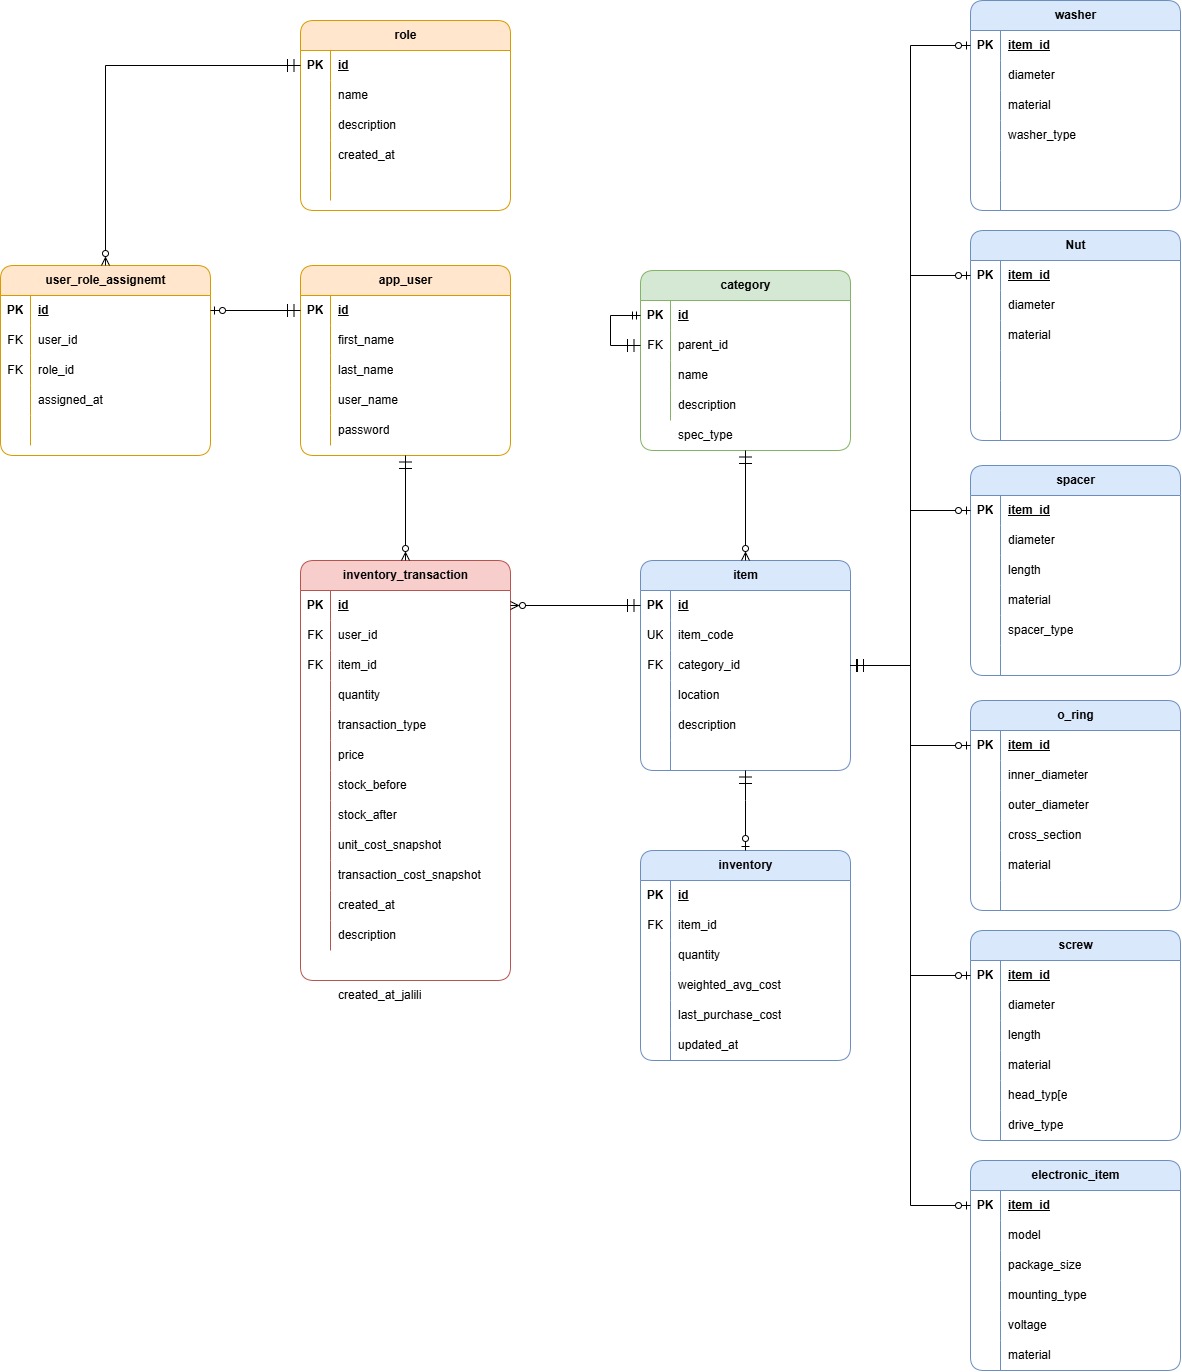 role
PK id
name
description
created_at
user_role_assignemt
PK id
FK user_id
FK role_id
assigned_at
app_user
PK id
first_name
last_name
user_name
password
category
PK id
FK parent_id
name
description
spec_type
inventory_transaction
PK id
FK user_id
FK item_id
quantity
transaction_type
price
stock_before
stock_after
unit_cost_snapshot
transaction_cost_snapshot
created_at
description
created_at_jalili
item
PK id
UK item_code
FK category_id
location
description
inventory
PK id
FK item_id
quantity
weighted_avg_cost
last_purchase_cost
updated_at
washer
PK item_id
diameter
material
washer_type
Nut
PK item_id
diameter
material
spacer
PK item_id
diameter
length
material
spacer_type
o_ring
PK item_id
inner_diameter
outer_diameter
cross_section
material
screw
PK item_id
diameter
length
material
head_typ[e
drive_type
electronic_item
PK item_id
model
package_size
mounting_type
voltage
material